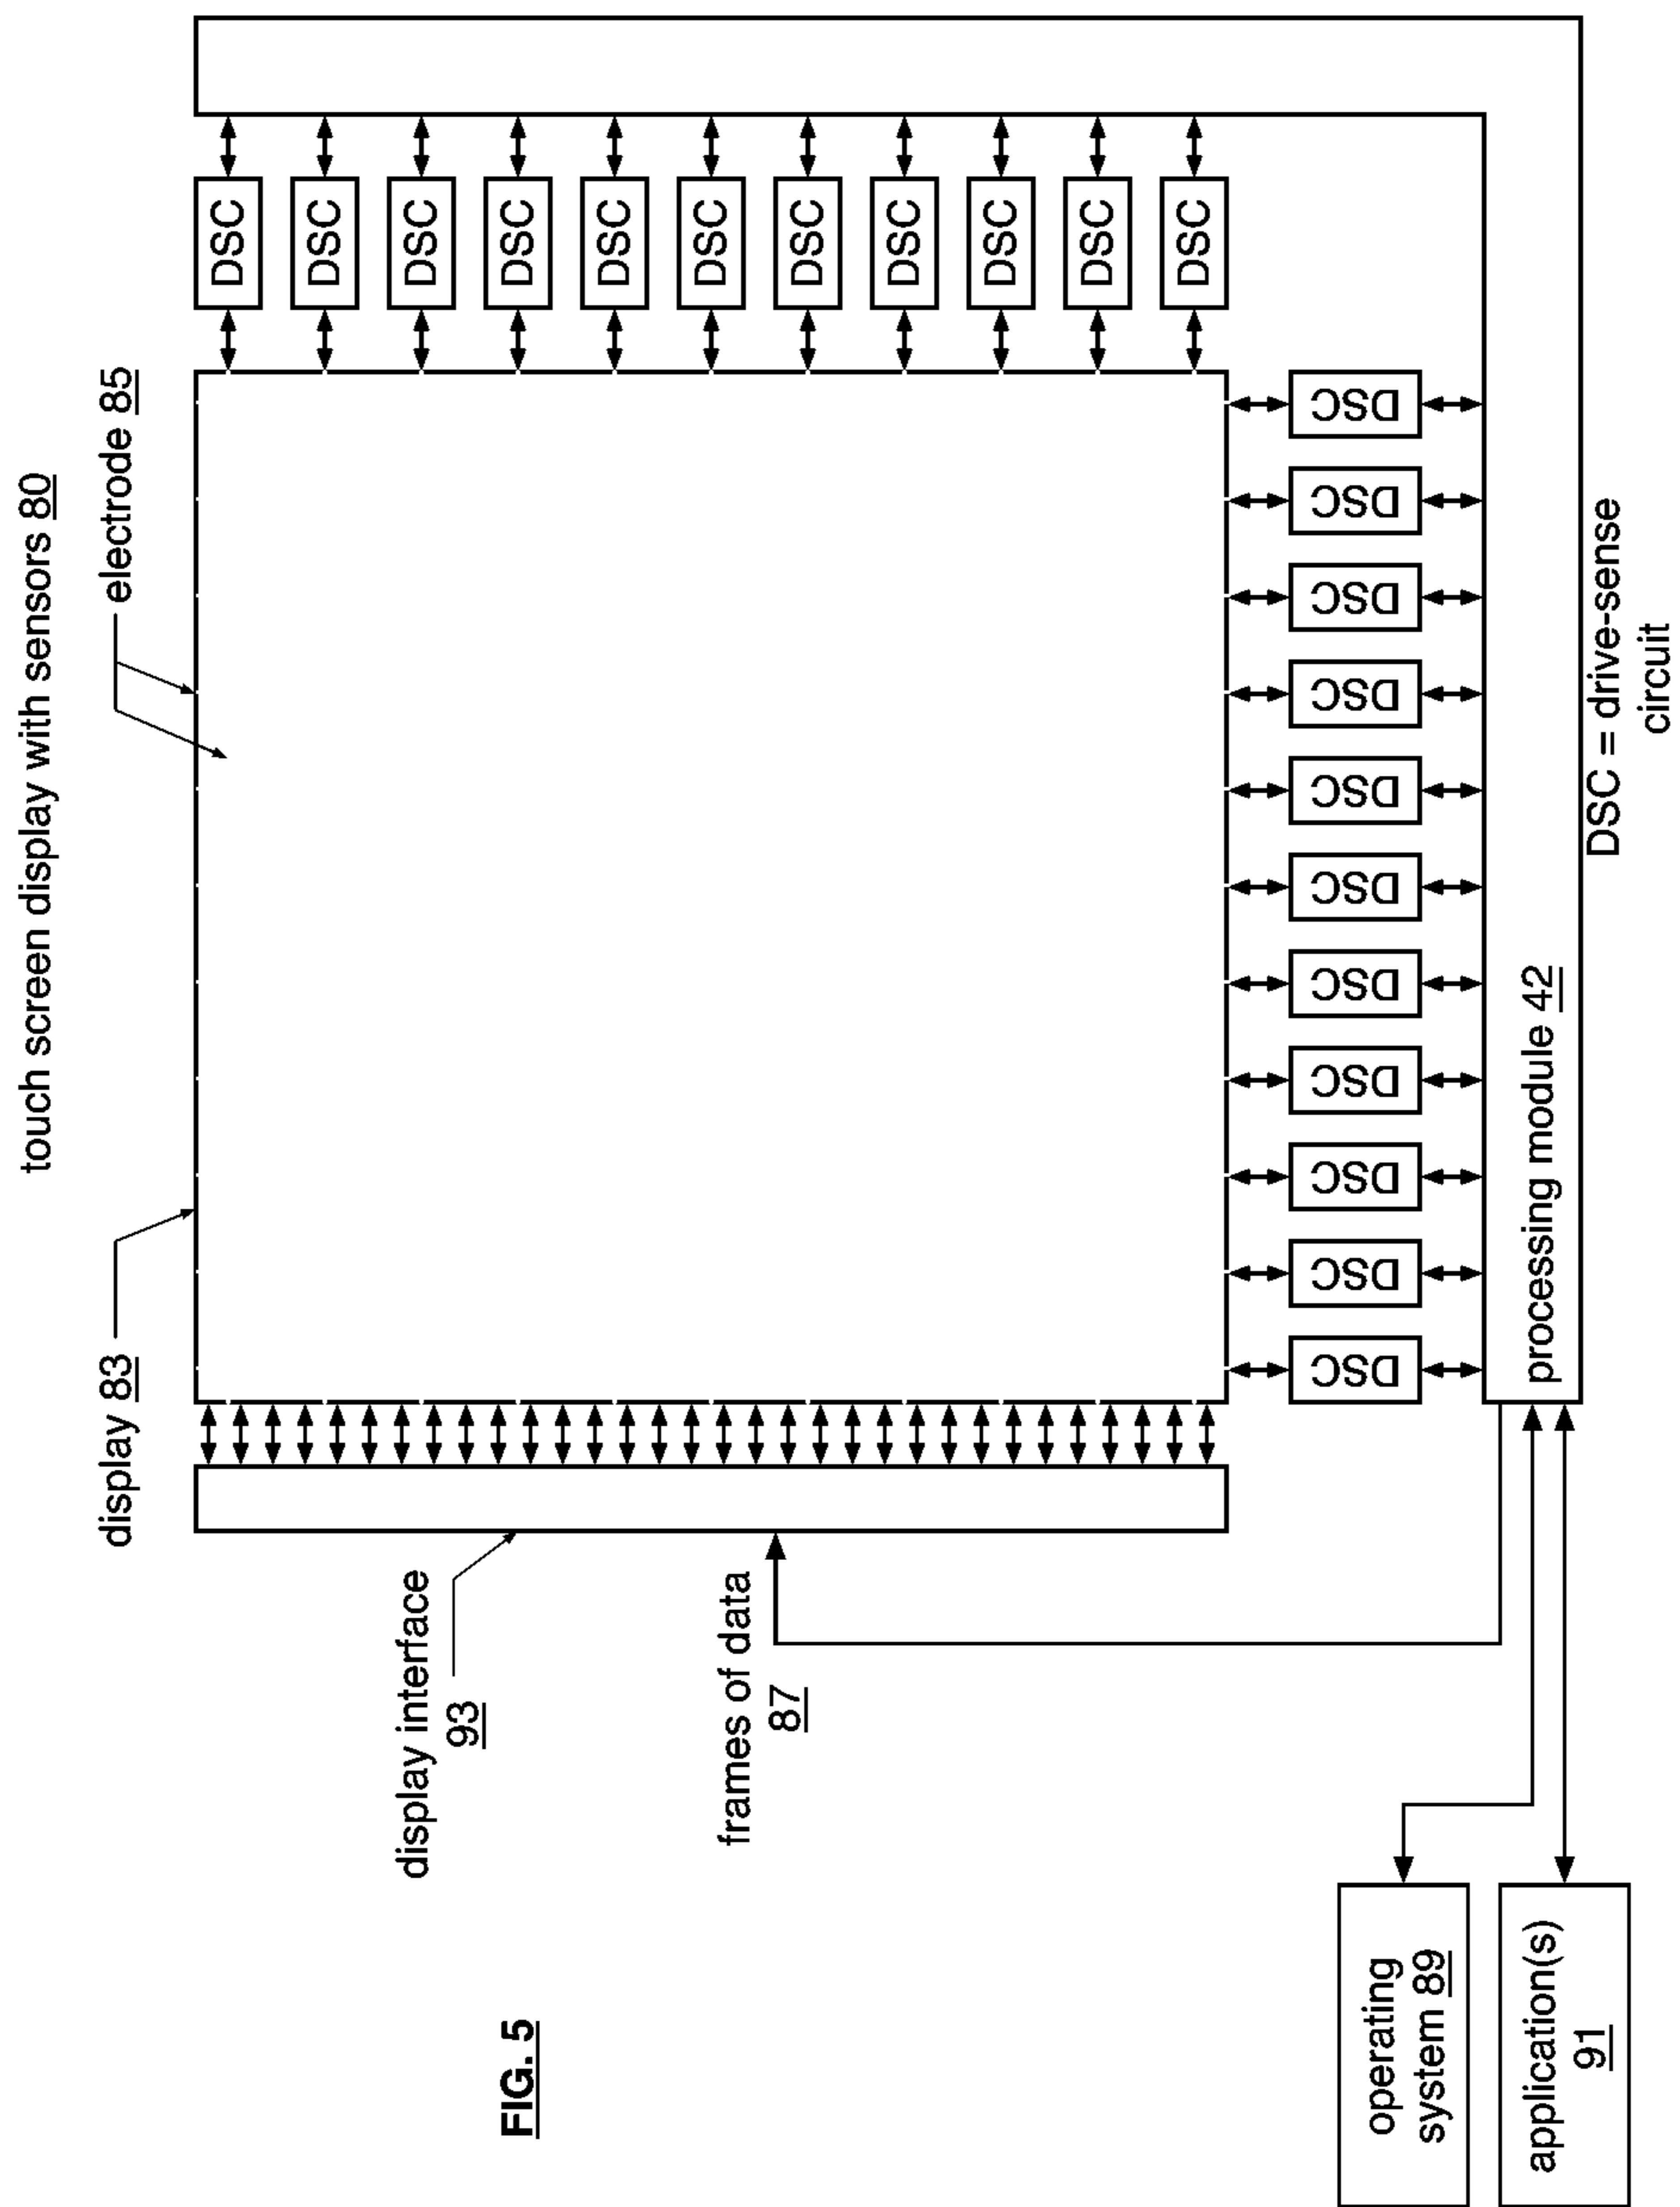 touch screen display with sensors 80
display 83
electrode 85
DSC
DSC
DSC
DSC
DSC
DSC
DSC
DSC
DSC
DSC
DSC
display interface
93
frames of data
87
FIG. 5
DSC
DSC
DSC
DSC
DSC
DSC
DSC
DSC
DSC
DSC
DSC
operating
system 89
application(s)
91
processing module 42
DSC = drive-sense
circuit